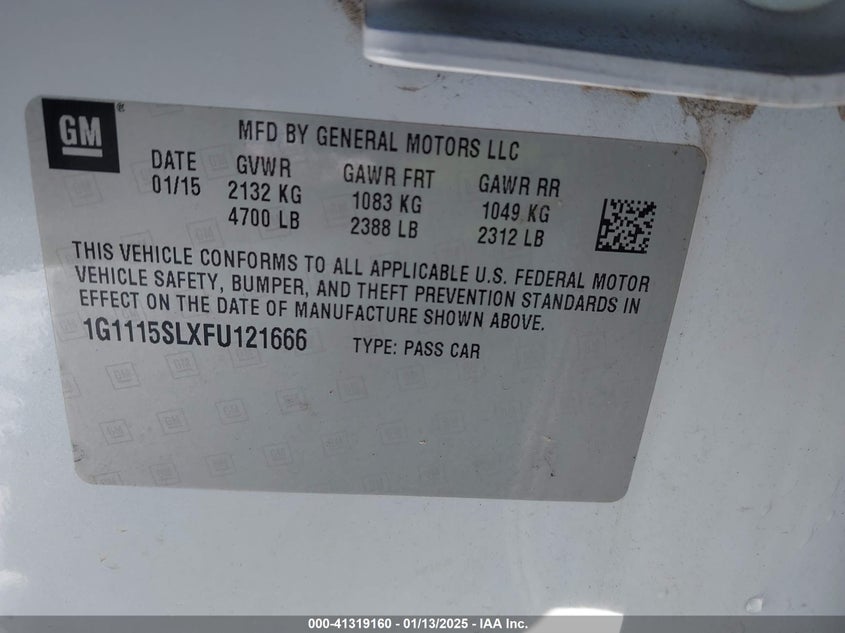 GM®
MFD BY GENERAL MOTORS LLC
DATE GVWR GAWR FRT GAWR RR
01/15 2132 KG 1083 KG 1049 KG
4700 LB 2388 LB 2312 LB
THIS VEHICLE CONFORMS TO ALL APPLICABLE U.S. FEDERAL MOTOR
VEHICLE SAFETY, BUMPER, AND THEFT PREVENTION STANDARDS IN
EFFECT ON THE DATE OF MANUFACTURE SHOWN ABOVE.
1G1115SLXFU121666 TYPE: PASS CAR
000-41319160 — 01/13/2025 — IAA Inc.